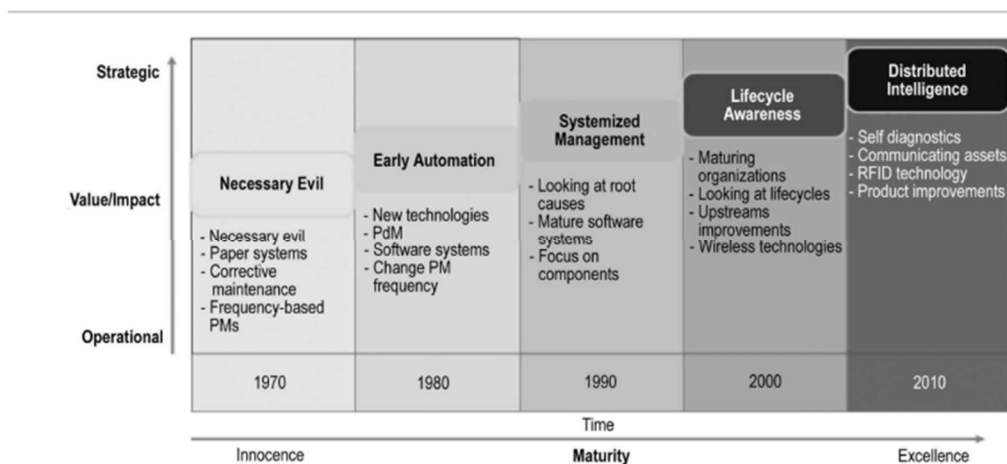 Strategic
Value/Impact
Operational
Necessary Evil
- Necessary evil
- Paper systems
- Corrective
maintenance
- Frequency-based
PMs
Early Automation
- New technologies
- PdM
- Software systems
- Change PM
frequency
Systemized
Management
- Looking at root
causes
- Mature software
systems
- Focus on
components
Lifecycle
Awareness
- Maturing
organizations
- Looking at lifecycles
- Upstreams
improvements
- Wireless technologies
Distributed
Intelligence
- Self diagnostics
- Communicating assets
- RFID technology
- Product improvements
1970
1980
1990
2000
2010
Time
Innocence
Maturity
Excellence